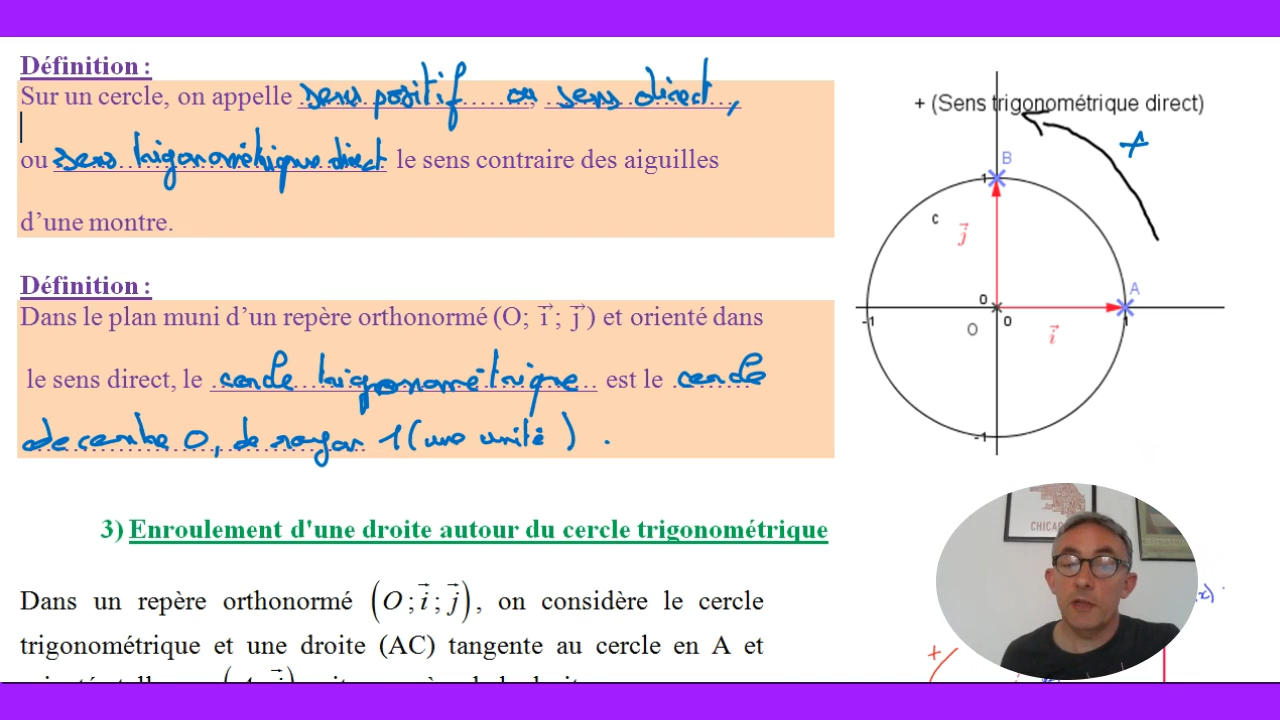 Définition :
Sur un cercle, on appelle sens positif ou sens direct,
ou sens trigonométrique direct le sens contraire des aiguilles
d’une montre.
Définition :
Dans le plan muni d’un repère orthonormé (O; i ; j ) et orienté dans
le sens direct, le cercle trigonométrique est le cercle
de centre O, de rayon 1 (une unité) .
3) Enroulement d'une droite autour du cercle trigonométrique
Dans un repère orthonormé (O ; i ; j), on considère le cercle
trigonométrique et une droite (AC) tangente au cercle en A et
+ (Sens trigonométrique direct)
+
B
1
c
j
0
A
-1
O
0
i
1
-1
CHICAGO
x)
+